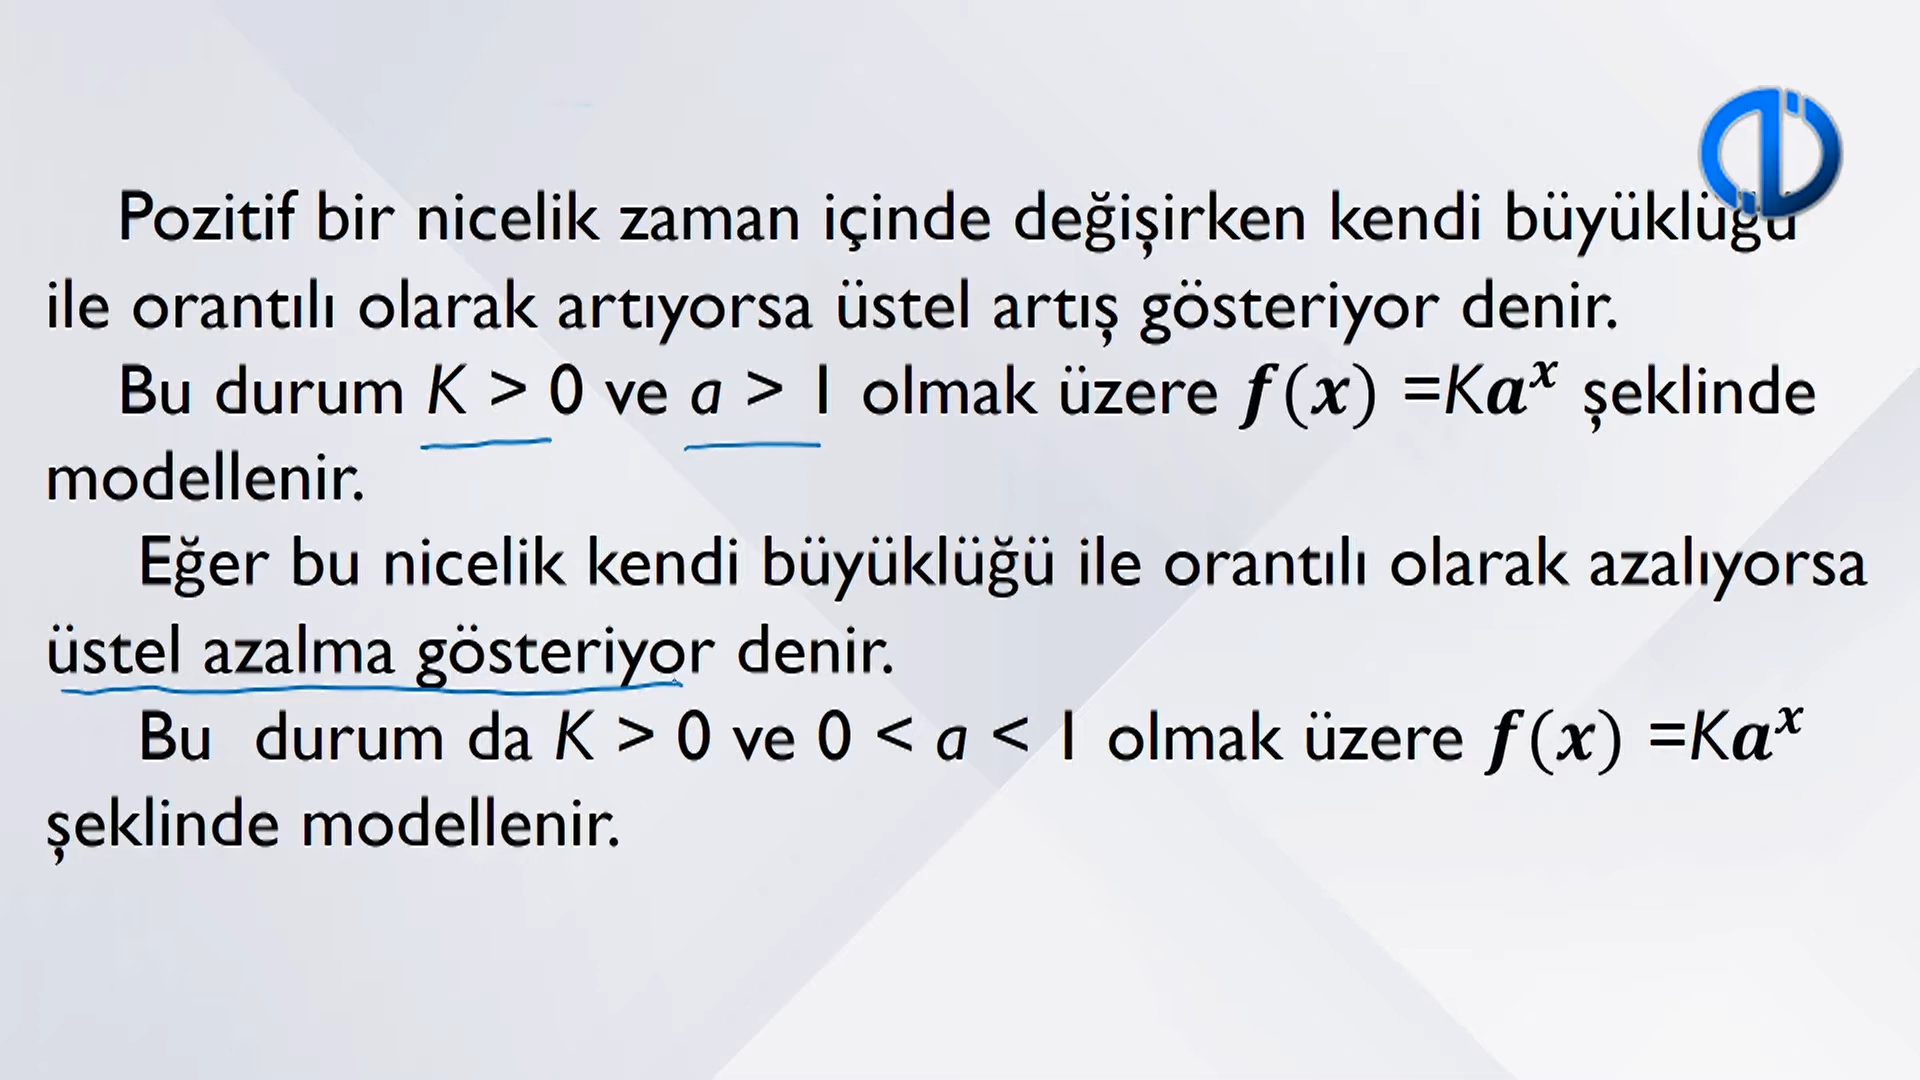 Pozitif bir nicelik zaman içinde değişirken kendi büyüklüğü
ile orantılı olarak artıyorsa üstel artış gösteriyor denir.
Bu durum K > 0 ve a > 1 olmak üzere f(x) =Kaˣ şeklinde
modellenir.
Eğer bu nicelik kendi büyüklüğü ile orantılı olarak azalıyorsa
üstel azalma gösteriyor denir.
Bu durum da K > 0 ve 0 < a < 1 olmak üzere f(x) =Kaˣ
şeklinde modellenir.